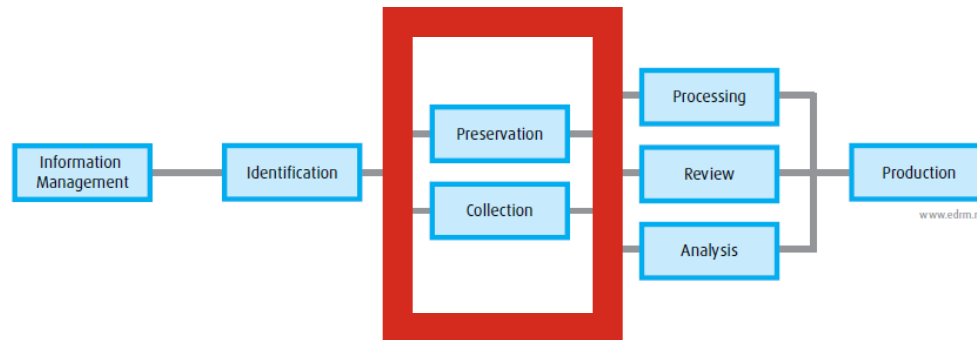 Information
Management
Identification
Preservation
Collection
Processing
Review
Analysis
Production